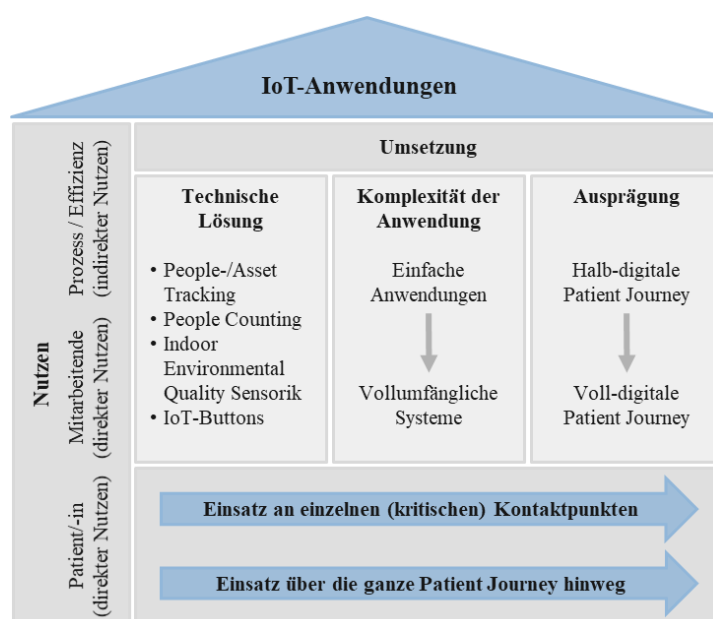 IoT-Anwendungen
Nutzen
Prozess / Effizienz
(indirekter Nutzen)
Mitarbeitende
(direkter Nutzen)
Patient/-in
(direkter Nutzen)
Umsetzung
Technische
Lösung
• People-/Asset
Tracking
• People Counting
• Indoor
Environmental
Quality Sensorik
• IoT-Buttons
Komplexität der
Anwendung
Einfache
Anwendungen
Vollumfängliche
Systeme
Ausprägung
Halb-digitale
Patient Journey
Voll-digitale
Patient Journey
Einsatz an einzelnen (kritischen) Kontaktpunkten
Einsatz über die ganze Patient Journey hinweg